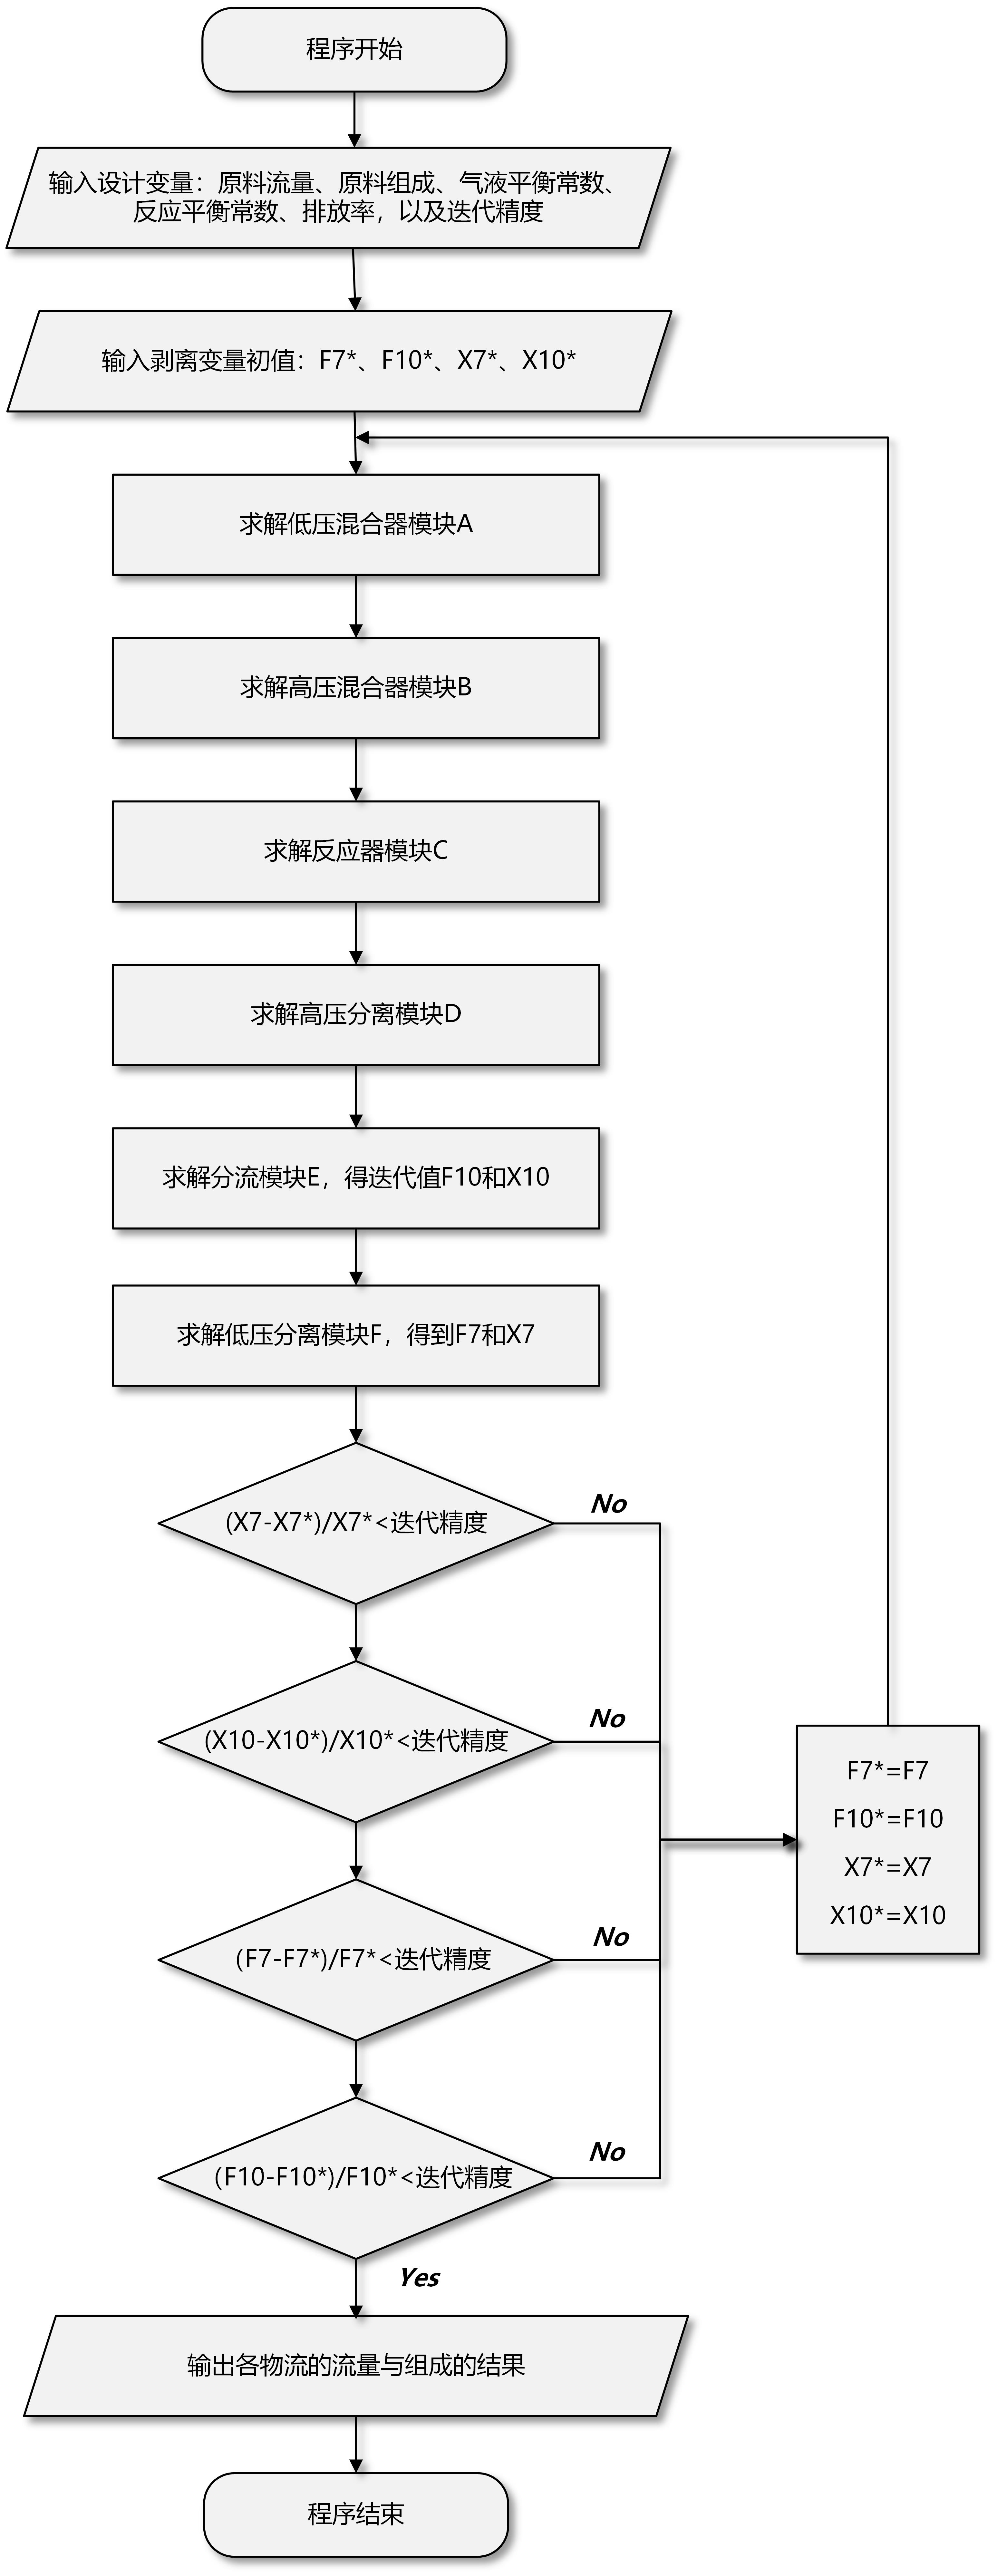 程序开始
输入设计变量：原料流量、原料组成、气液平衡常数、
反应平衡常数、排放率，以及迭代精度
输入剥离变量初值：F7*、F10*、X7*、X10*
求解低压混合器模块A
求解高压混合器模块B
求解反应器模块C
求解高压分离模块D
求解分流模块E，得迭代值F10和X10
求解低压分离模块F，得到F7和X7
(X7-X7*)/X7*<迭代精度
No
(X10-X10*)/X10*<迭代精度
No
F7*=F7
F10*=F10
X7*=X7
X10*=X10
（F7-F7*)/F7*<迭代精度
No
（F10-F10*)/F10*<迭代精度
No
Yes
输出各物流的流量与组成的结果
程序结束